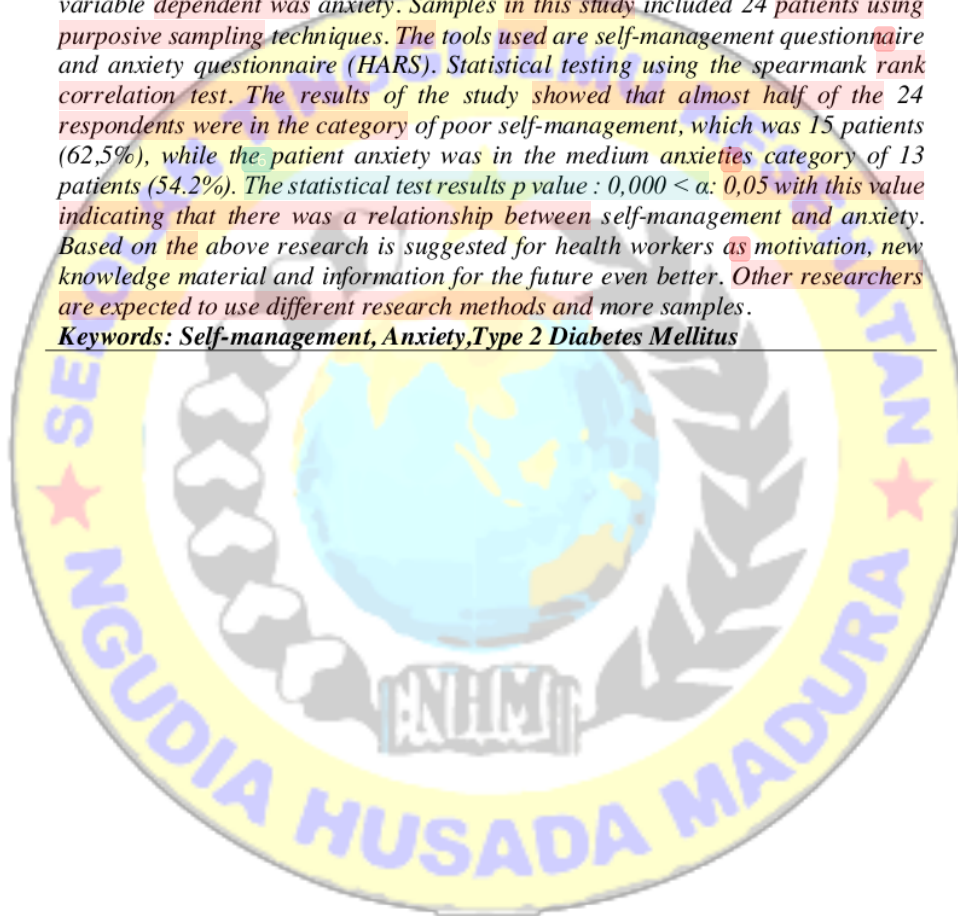 variable dependent was anxiety. Samples in this study included 24 patients using
purposive sampling techniques. The tools used are self-management questionnaire
and anxiety questionnaire (HARS). Statistical testing using the spearmank rank
correlation test. The results of the study showed that almost half of the 24
respondents were in the category of poor self-management, which was 15 patients
(62,5%), while the patient anxiety was in the medium anxieties category of 13
patients (54.2%). The statistical test results p value : 0,000 < α: 0,05 with this value
indicating that there was a relationship between self-management and anxiety.
Based on the above research is suggested for health workers as motivation, new
knowledge material and information for the future even better. Other researchers
are expected to use different research methods and more samples.
Keywords: Self-management, Anxiety,Type 2 Diabetes Mellitus
SEKOLAH TINGGI ILMU KESEHATAN
NHM
NGUDIA HUSADA MADURA